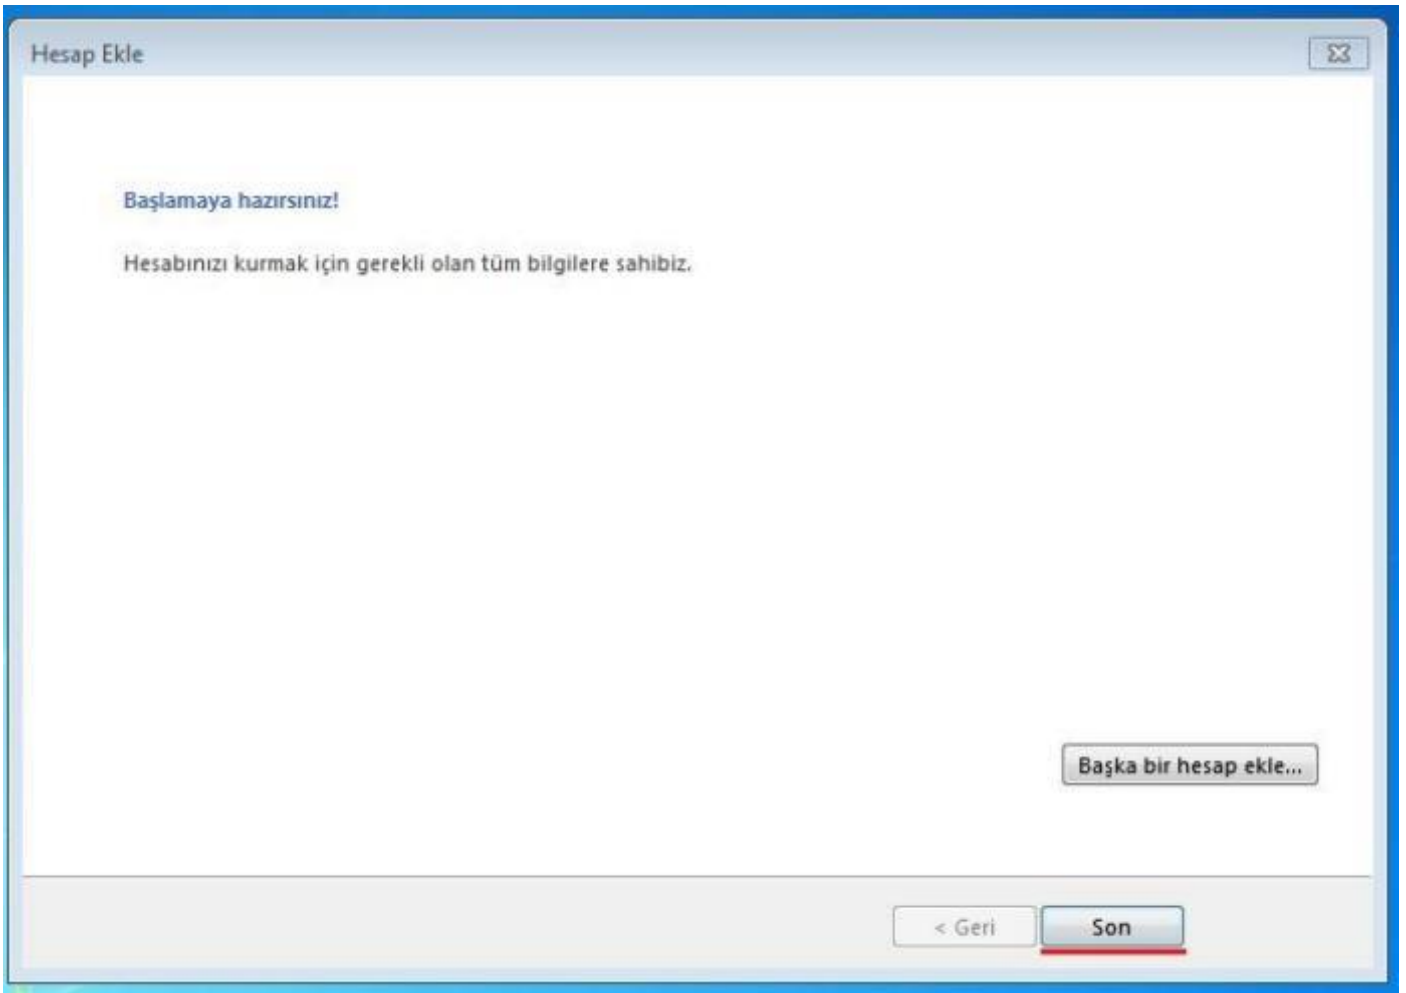 Hesap Ekle
Başlamaya hazırsınız!
Hesabınızı kurmak için gerekli olan tüm bilgilere sahibiz.
Başka bir hesap ekle...
< Geri
Son